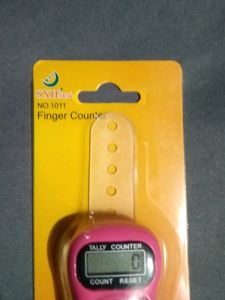 NO.1011
Finger Counter
TALLY COUNTER
0
COUNT RESET